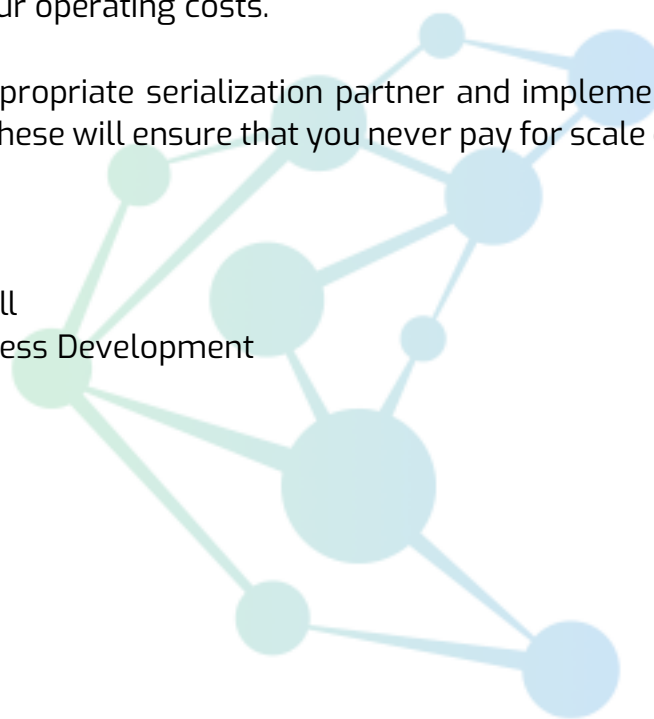 ur operating costs.
propriate serialization partner and impleme
hese will ensure that you never pay for scale
ll
ess Development